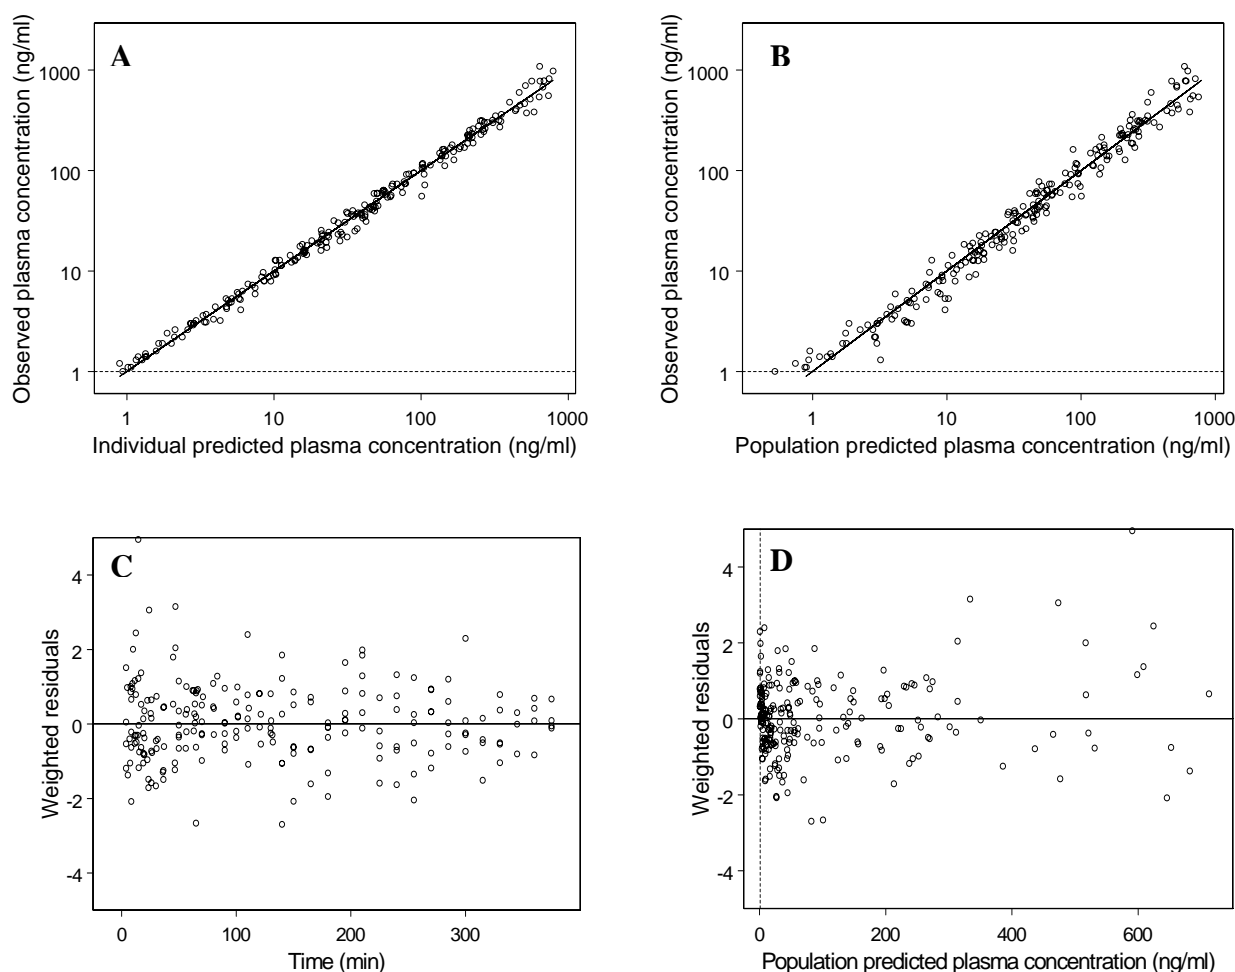 A
Observed plasma concentration (ng/ml)
1000
100
10
1
1 10 100 1000
Individual predicted plasma concentration (ng/ml)
B
Observed plasma concentration (ng/ml)
1000
100
10
1
1 10 100 1000
Population predicted plasma concentration (ng/ml)
C
Weighted residuals
4
2
0
-2
-4
0 100 200 300
Time (min)
D
Weighted residuals
4
2
0
-2
-4
0 200 400 600
Population predicted plasma concentration (ng/ml)